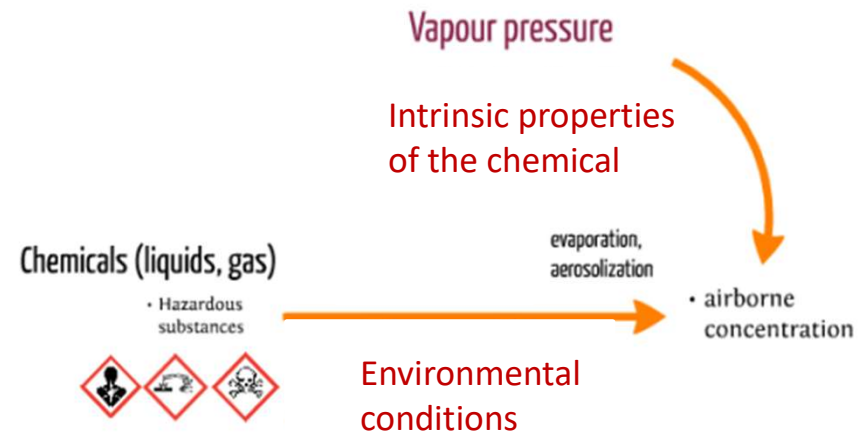 Vapour pressure
Intrinsic properties
of the chemical
evaporation,
aerosolization
Chemicals (liquids, gas)
• Hazardous
substances
• airborne
concentration
Environmental
conditions